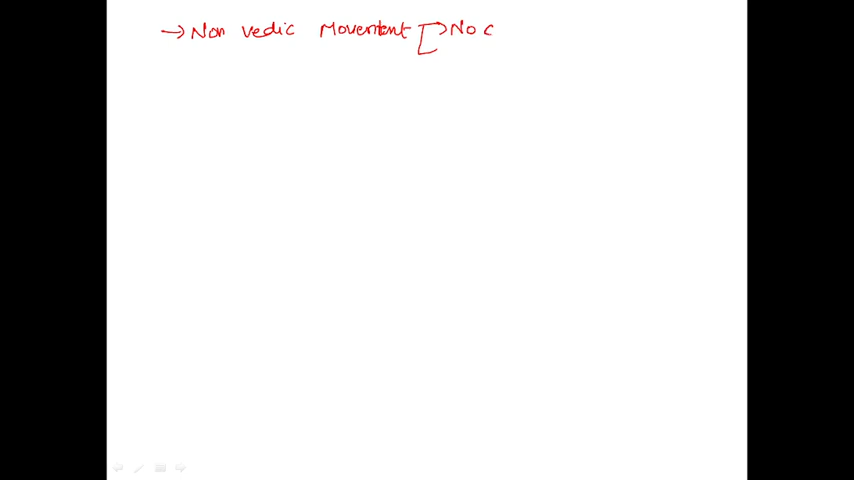 → Non vedic Movement → No c